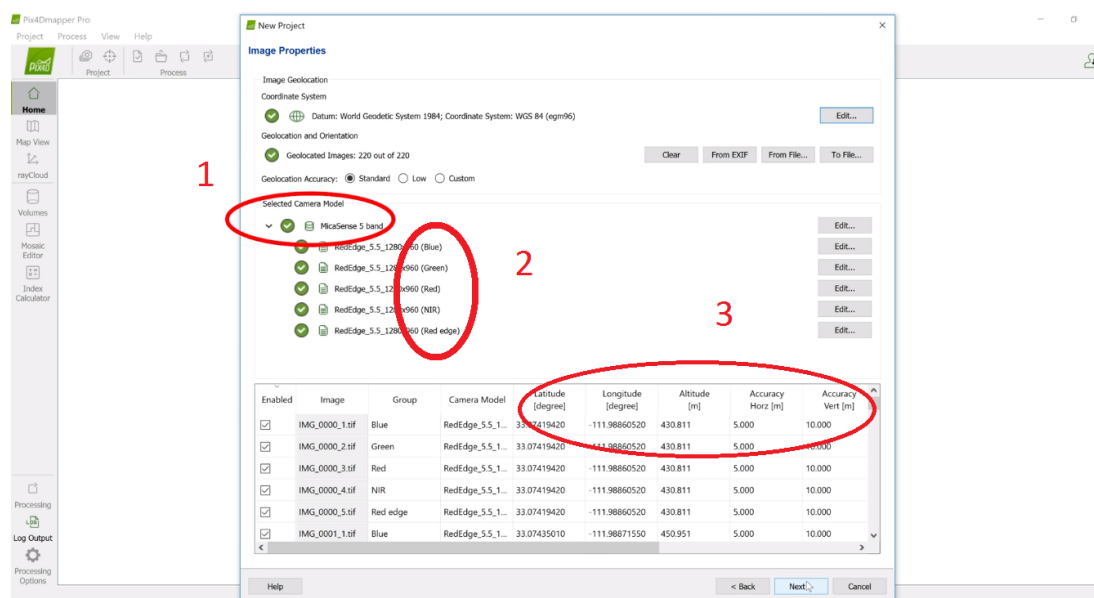 Pix4Dmapper Pro
Project Process View Help
PIX4D
Project
Process
Home
Map View
rayCloud
Volumes
Mosaic
Editor
Index
Calculator
Processing
Log Output
Processing
Options
New Project
Image Properties
Image Geolocation
Coordinate System
Datum: World Geodetic System 1984; Coordinate System: WGS 84 (egm96) Edit...
Geolocation and Orientation
Geolocated Images: 220 out of 220 Clear From EXIF From File... To File...
1
Geolocation Accuracy: Standard Low Custom
Selected Camera Model
MicaSense 5 band Edit...
RedEdge_5.5_1280x960 (Blue) Edit...
2
RedEdge_5.5_1280x960 (Green) Edit...
RedEdge_5.5_1280x960 (Red) Edit...
3
RedEdge_5.5_1280x960 (NIR) Edit...
RedEdge_5.5_1280x960 (Red edge) Edit...
Enabled Image Group Camera Model Latitude [degree] Longitude [degree] Altitude [m] Accuracy Horz [m] Accuracy Vert [m]
IMG_0000_1.tif Blue RedEdge_5.5_1... 33.07419420 -111.98860520 430.811 5.000 10.000
IMG_0000_2.tif Green RedEdge_5.5_1... 33.07419420 -111.98860520 430.811 5.000 10.000
IMG_0000_3.tif Red RedEdge_5.5_1... 33.07419420 -111.98860520 430.811 5.000 10.000
IMG_0000_4.tif NIR RedEdge_5.5_1... 33.07419420 -111.98860520 430.811 5.000 10.000
IMG_0000_5.tif Red edge RedEdge_5.5_1... 33.07419420 -111.98860520 430.811 5.000 10.000
IMG_0001_1.tif Blue RedEdge_5.5_1... 33.07435010 -111.98871550 450.951 5.000 10.000
Help < Back Next > Cancel